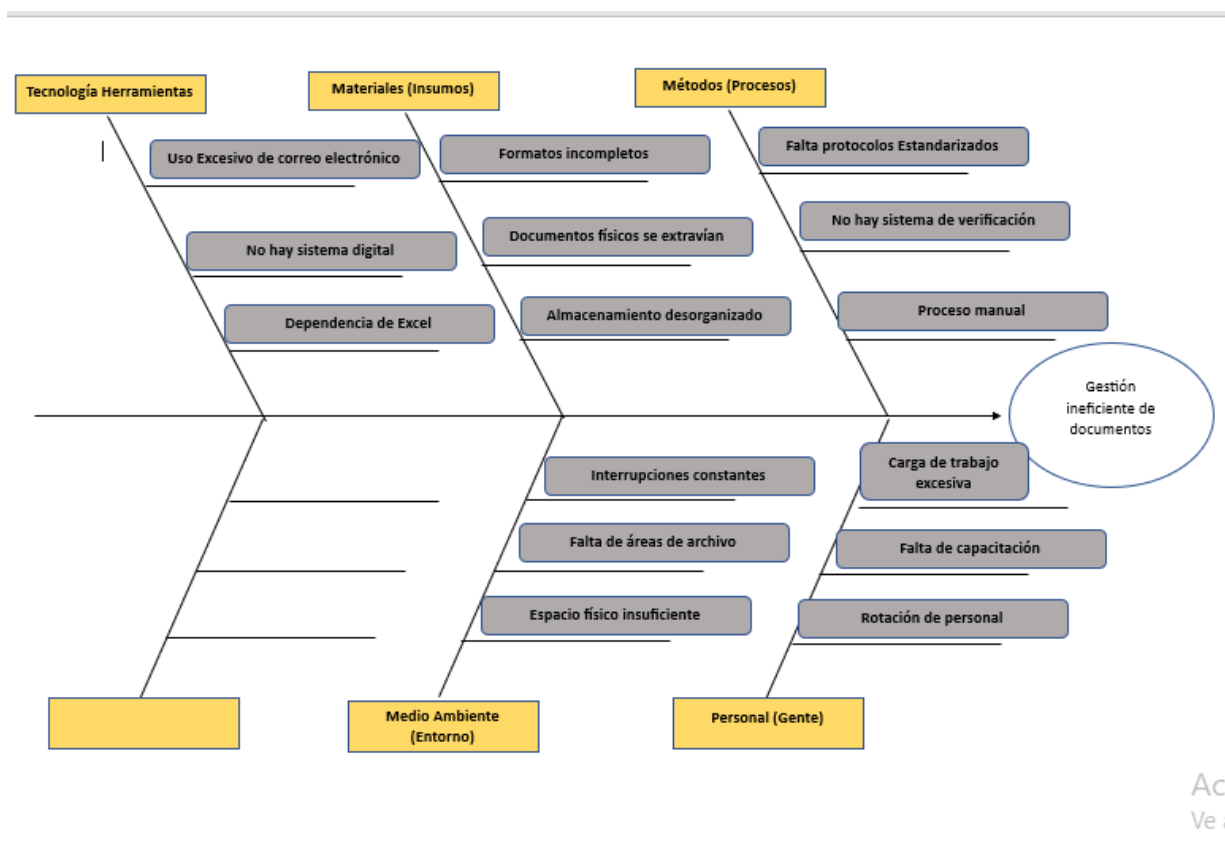 Tecnología Herramientas
Materiales (Insumos)
Métodos (Procesos)
Uso Excesivo de correo electrónico
Formatos incompletos
Falta protocolos Estandarizados
No hay sistema digital
Documentos físicos se extravían
No hay sistema de verificación
Dependencia de Excel
Almacenamiento desorganizado
Proceso manual
Gestión
ineficiente de
documentos
Interrupciones constantes
Carga de trabajo
excesiva
Falta de áreas de archivo
Falta de capacitación
Espacio físico insuficiente
Rotación de personal
Medio Ambiente
(Entorno)
Personal (Gente)
Ac
Ve